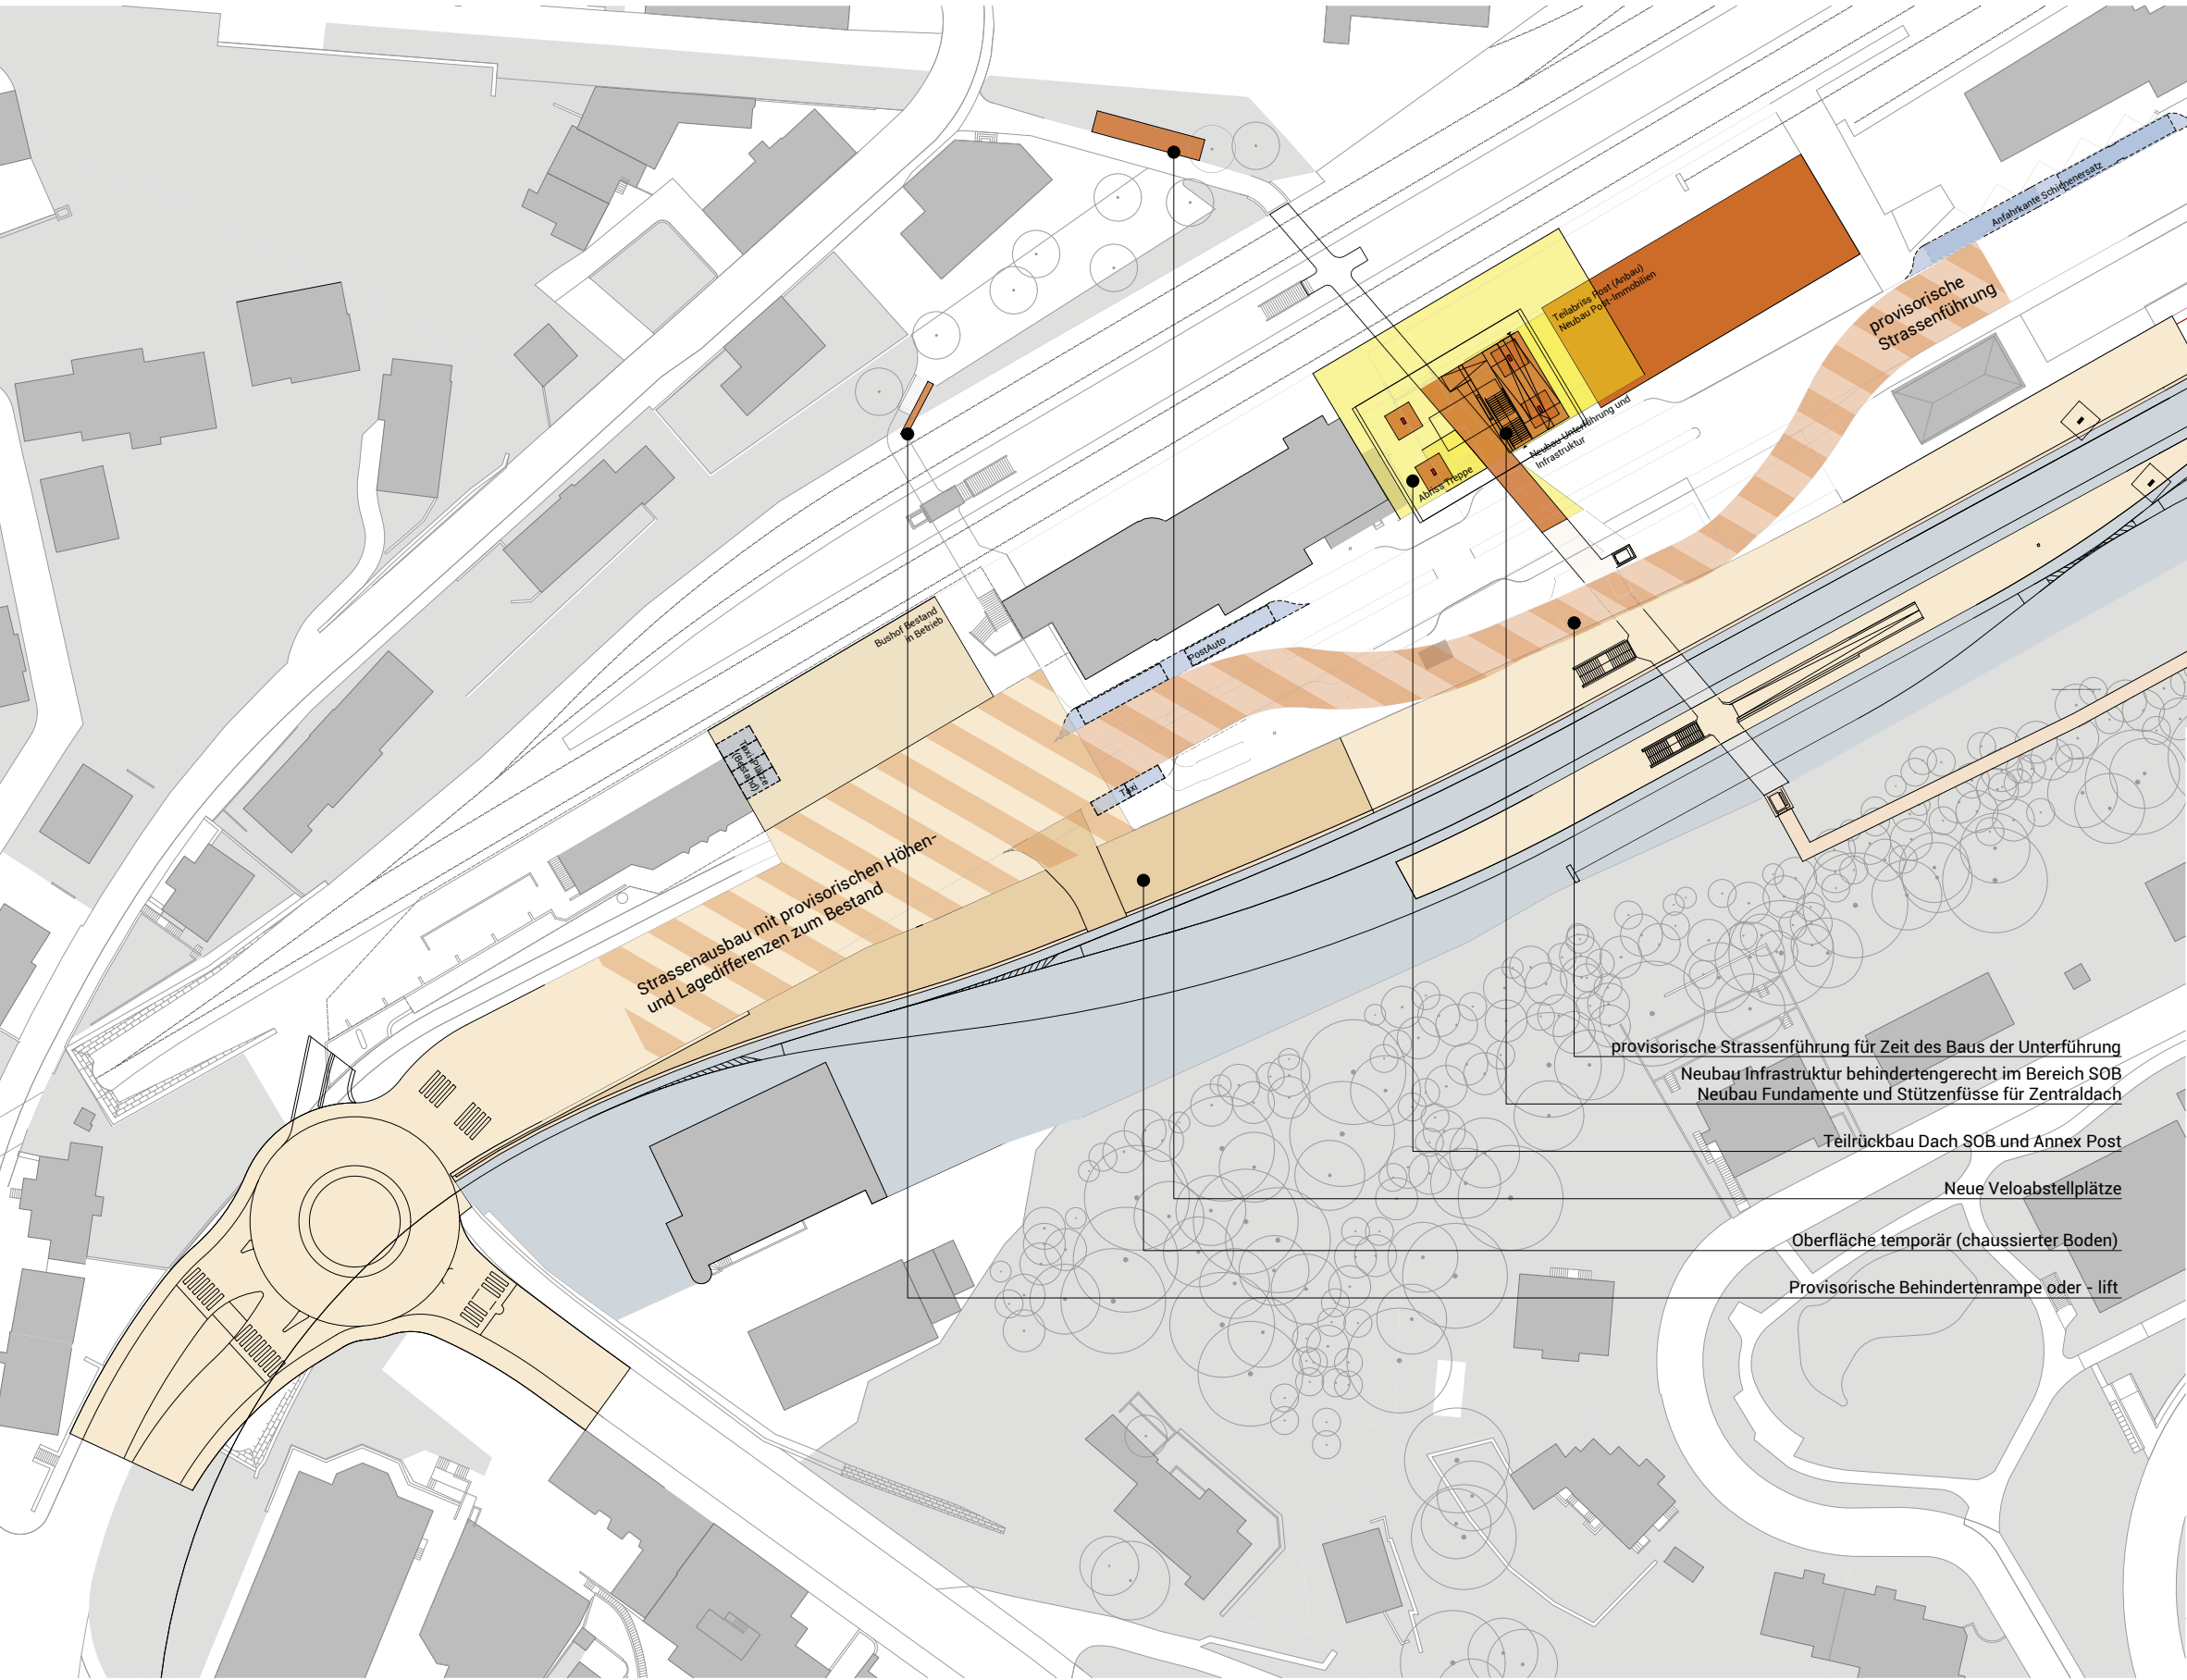 Anfahrkante Schienenersatz
Teilabriss Post (Anbau)
Neubau Post-Immobilien
provisorische
Strassenführung
Neubau Unterführung und
Infrastruktur
Abriss Treppe
Bushof Bestand
in Betrieb
PostAuto
Taxi-Plätze
(Bestand)
Taxi
Strassenausbau mit provisorischen Höhen-
und Lagedifferenzen zum Bestand
provisorische Strassenführung für Zeit des Baus der Unterführung
Neubau Infrastruktur behindertengerecht im Bereich SOB
Neubau Fundamente und Stützenfüsse für Zentraldach
Teilrückbau Dach SOB und Annex Post
Neue Veloabstellplätze
Oberfläche temporär (chaussierter Boden)
Provisorische Behindertenrampe oder - lift